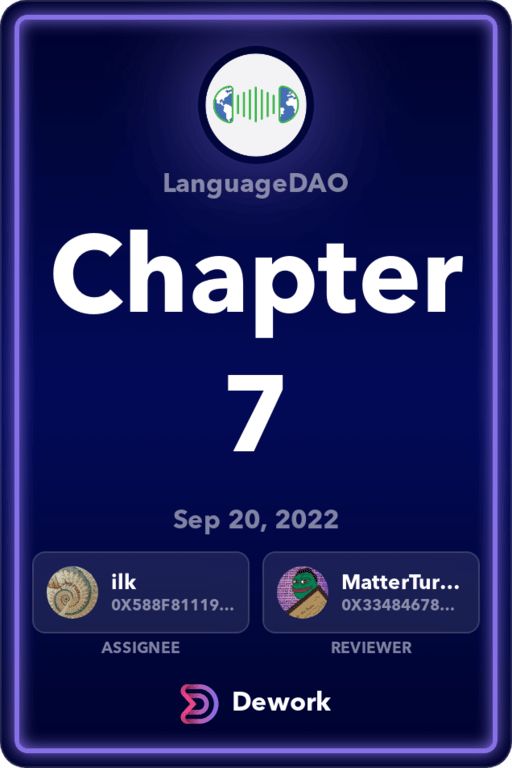 LanguageDAO
Chapter
7
Sep 20, 2022
ilk
0X588F81119...
ASSIGNEE
MatterTur...
0X33484678...
REVIEWER
Dework